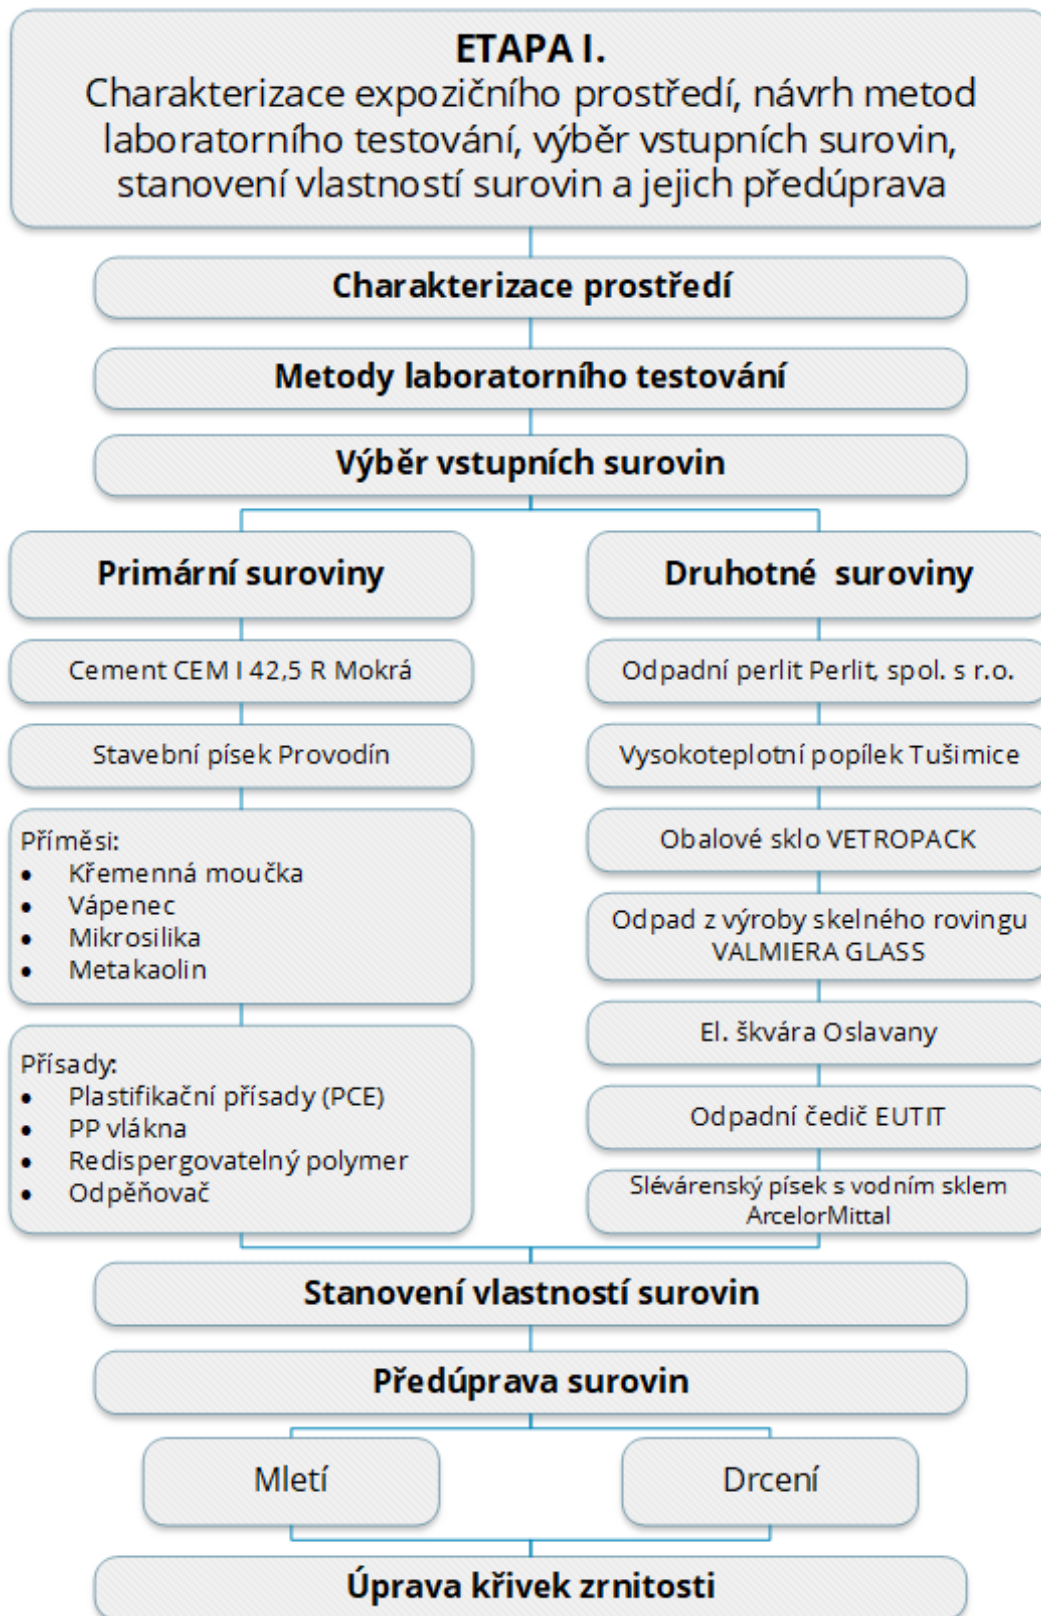 ETAPA I.
Charakterizace expozičního prostředí, návrh metod
laboratorního testování, výběr vstupních surovin,
stanovení vlastností surovin a jejich předúprava
Charakterizace prostředí
Metody laboratorního testování
Výběr vstupních surovin
Primární suroviny
Cement CEM I 42,5 R Mokrá
Stavební písek Provodín
Příměsi:
• Křemenná moučka
• Vápenec
• Mikrosilika
• Metakaolin
Přísady:
• Plastifikační přísady (PCE)
• PP vlákna
• Redispergovatelný polymer
• Odpěňovač
Druhotné suroviny
Odpadní perlit Perlit, spol. s r.o.
Vysokoteplotní popílek Tušimice
Obalové sklo VETROPACK
Odpad z výroby skelného rovingu
VALMIERA GLASS
El. škvára Oslavany
Odpadní čedič EUTIT
Slévárenský písek s vodním sklem
ArcelorMittal
Stanovení vlastností surovin
Předúprava surovin
Mletí
Drcení
Úprava křivek zrnitosti